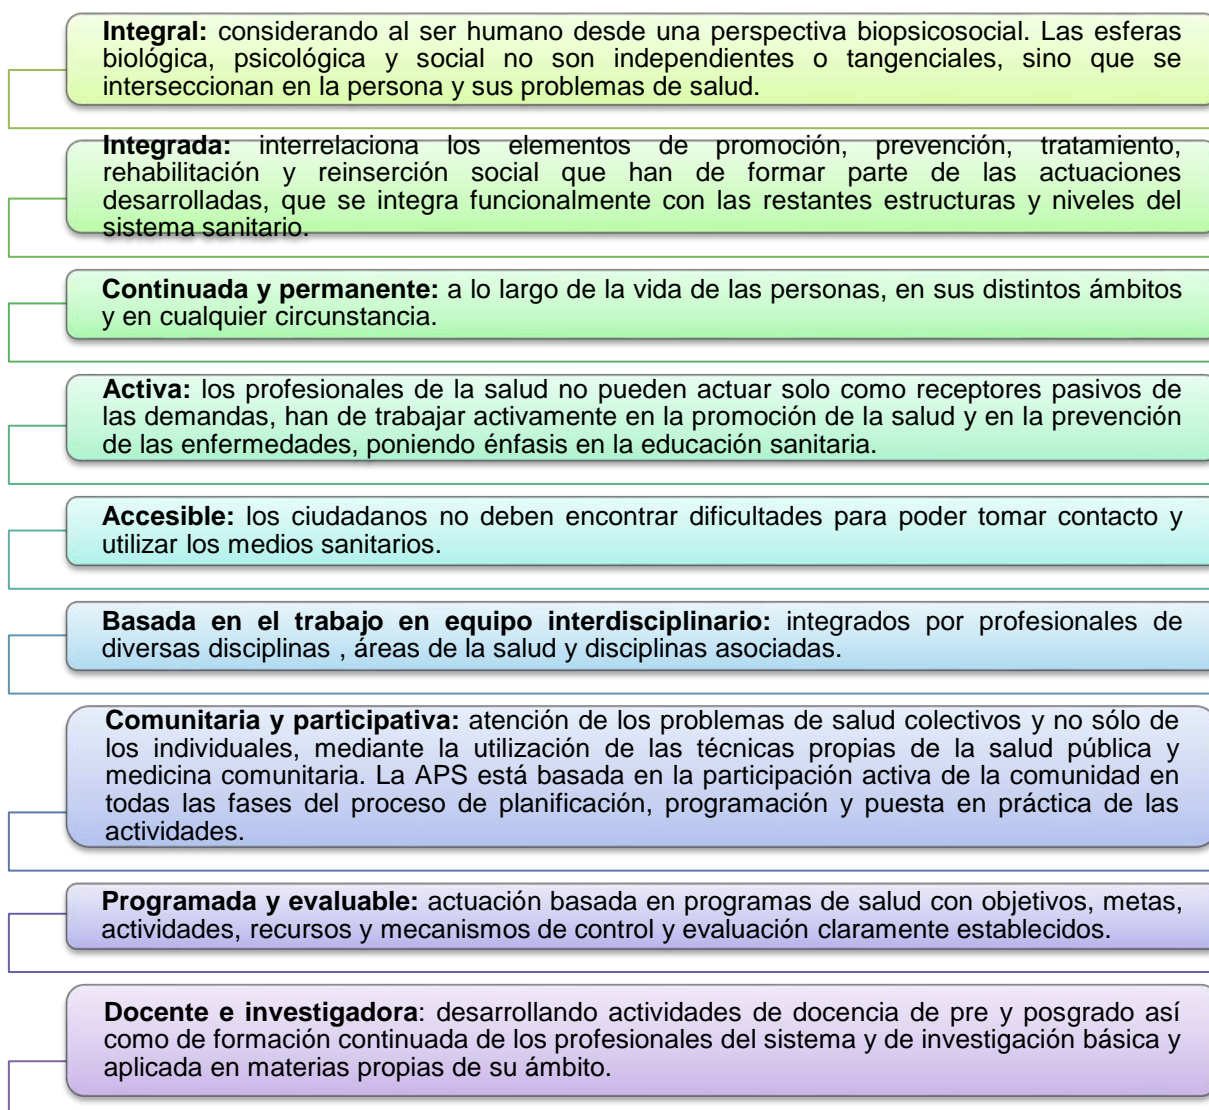 Integral: considerando al ser humano desde una perspectiva biopsicosocial. Las esferas
biológica, psicológica y social no son independientes o tangenciales, sino que se
interseccionan en la persona y sus problemas de salud.
Integrada: interrelaciona los elementos de promoción, prevención, tratamiento,
rehabilitación y reinserción social que han de formar parte de las actuaciones
desarrolladas, que se integra funcionalmente con las restantes estructuras y niveles del
sistema sanitario.
Continuada y permanente: a lo largo de la vida de las personas, en sus distintos ámbitos
y en cualquier circunstancia.
Activa: los profesionales de la salud no pueden actuar solo como receptores pasivos de
las demandas, han de trabajar activamente en la promoción de la salud y en la prevención
de las enfermedades, poniendo énfasis en la educación sanitaria.
Accesible: los ciudadanos no deben encontrar dificultades para poder tomar contacto y
utilizar los medios sanitarios.
Basada en el trabajo en equipo interdisciplinario: integrados por profesionales de
diversas disciplinas , áreas de la salud y disciplinas asociadas.
Comunitaria y participativa: atención de los problemas de salud colectivos y no sólo de
los individuales, mediante la utilización de las técnicas propias de la salud pública y
medicina comunitaria. La APS está basada en la participación activa de la comunidad en
todas las fases del proceso de planificación, programación y puesta en práctica de las
actividades.
Programada y evaluable: actuación basada en programas de salud con objetivos, metas,
actividades, recursos y mecanismos de control y evaluación claramente establecidos.
Docente e investigadora: desarrollando actividades de docencia de pre y posgrado así
como de formación continuada de los profesionales del sistema y de investigación básica y
aplicada en materias propias de su ámbito.